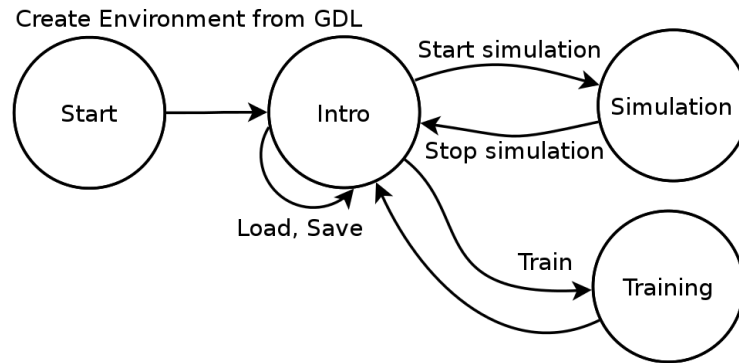 Create Environment from GDL
Start
Intro
Start simulation
Simulation
Stop simulation
Load, Save
Train
Training